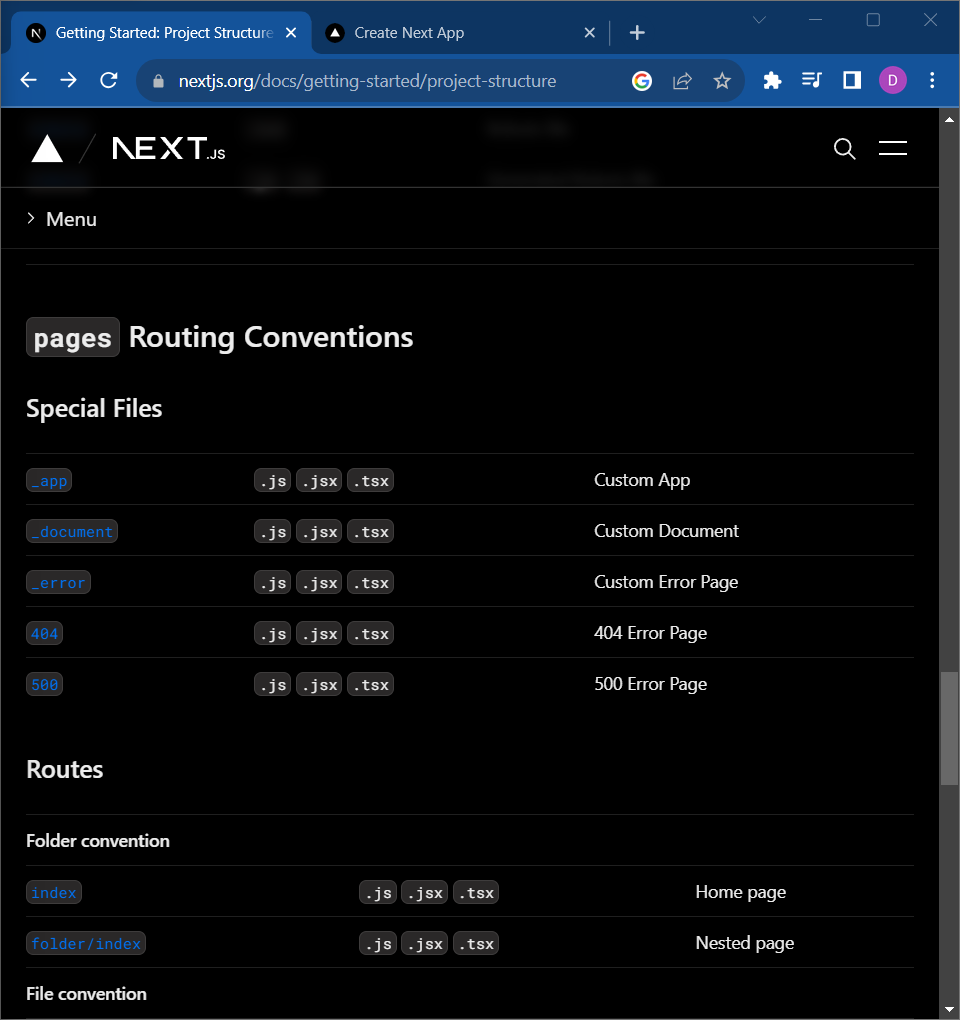 Getting Started: Project Structure
Create Next App
nextjs.org/docs/getting-started/project-structure
D
NEXT.JS
Menu
pages Routing Conventions
Special Files
_app .js .jsx .tsx Custom App
_document .js .jsx .tsx Custom Document
_error .js .jsx .tsx Custom Error Page
404 .js .jsx .tsx 404 Error Page
500 .js .jsx .tsx 500 Error Page
Routes
Folder convention
index .js .jsx .tsx Home page
folder/index .js .jsx .tsx Nested page
File convention